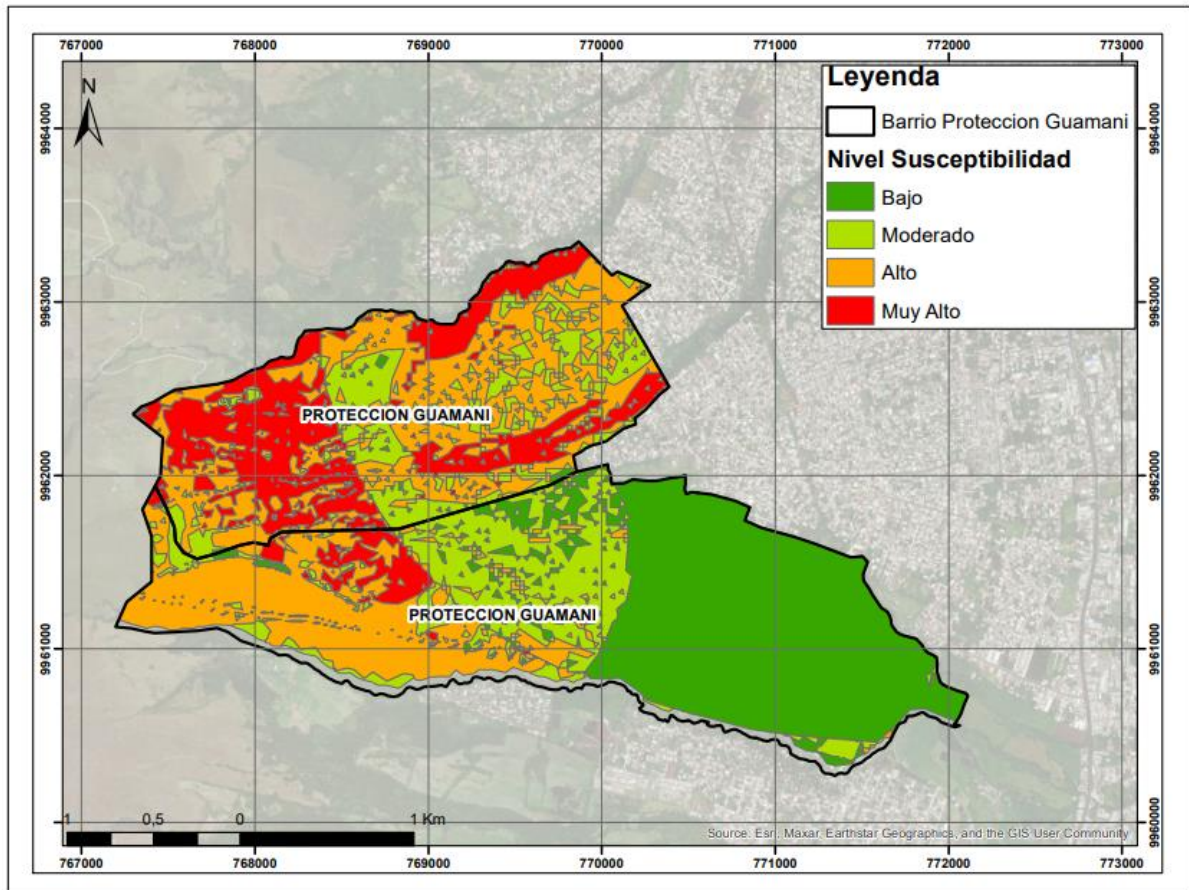 767000 768000 769000 770000 771000 772000 773000
N
Leyenda
Barrio Proteccion Guamani
Nivel Susceptibilidad
Bajo
Moderado
Alto
Muy Alto
9964000 9964000
9963000 9963000
PROTECCION GUAMANI
9962000 9962000
PROTECCION GUAMANI
9961000 9961000
9960000 9960000
1 0,5 0 1 Km
Source: Esri, Maxar, Earthstar Geographics, and the GIS User Community
767000 768000 769000 770000 771000 772000 773000